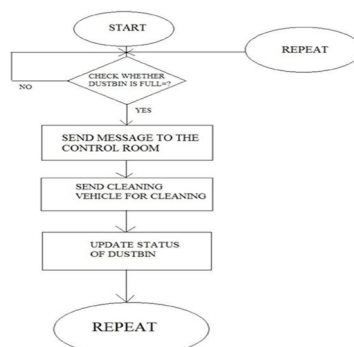 START
REPEAT
CHECK WHETHER
DUSTBIN IS FULL=?
NO
YES
SEND MESSAGE TO THE
CONTROL ROOM
SEND CLEANING
VEHICLE FOR CLEANING
UPDATE STATUS
OF DUSTBIN
REPEAT